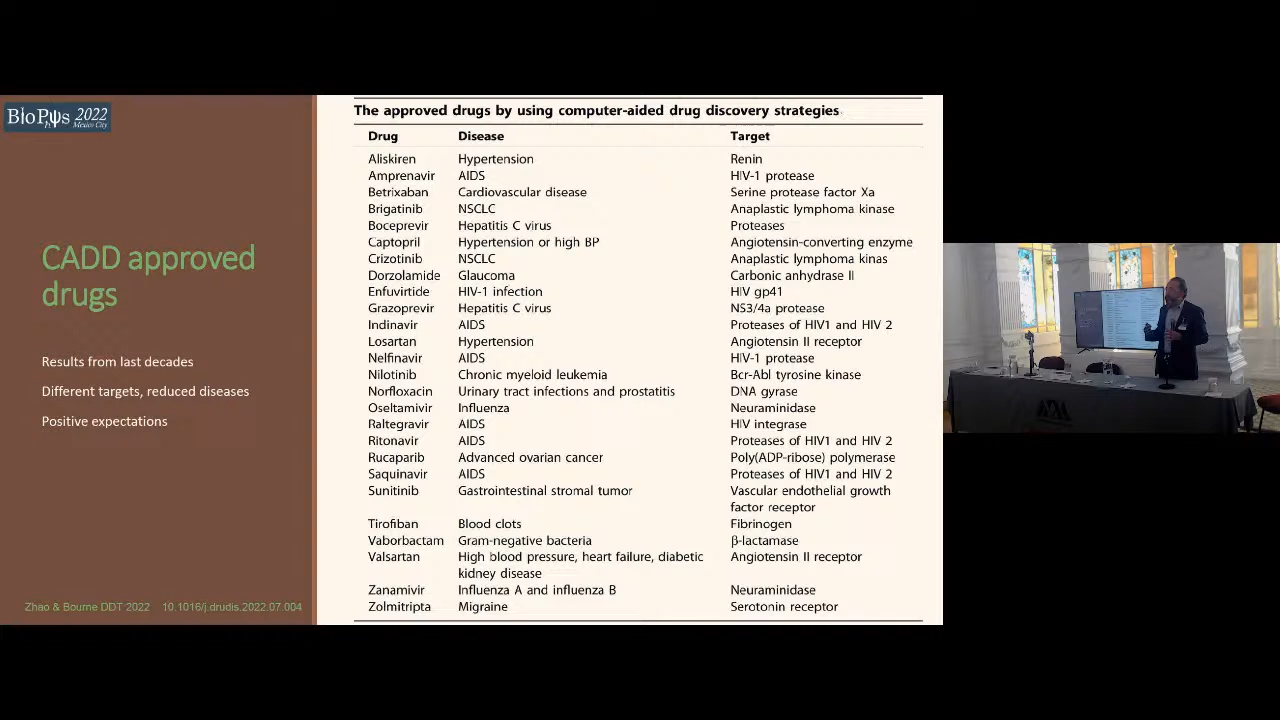 BIoPhys 2022
Mexico City
CADD approved
drugs
Results from last decades
Different targets, reduced diseases
Positive expectations
Zhao & Bourne DDT 2022 10.1016/j.drudis.2022.07.004
The approved drugs by using computer-aided drug discovery strategies.
Drug Disease Target
Aliskiren Hypertension Renin
Amprenavir AIDS HIV-1 protease
Betrixaban Cardiovascular disease Serine protease factor Xa
Brigatinib NSCLC Anaplastic lymphoma kinase
Boceprevir Hepatitis C virus Proteases
Captopril Hypertension or high BP Angiotensin-converting enzyme
Crizotinib NSCLC Anaplastic lymphoma kinas
Dorzolamide Glaucoma Carbonic anhydrase II
Enfuvirtide HIV-1 infection HIV gp41
Grazoprevir Hepatitis C virus NS3/4a protease
Indinavir AIDS Proteases of HIV1 and HIV 2
Losartan Hypertension Angiotensin II receptor
Nelfinavir AIDS HIV-1 protease
Nilotinib Chronic myeloid leukemia Bcr-Abl tyrosine kinase
Norfloxacin Urinary tract infections and prostatitis DNA gyrase
Oseltamivir Influenza Neuraminidase
Raltegravir AIDS HIV integrase
Ritonavir AIDS Proteases of HIV1 and HIV 2
Rucaparib Advanced ovarian cancer Poly(ADP-ribose) polymerase
Saquinavir AIDS Proteases of HIV1 and HIV 2
Sunitinib Gastrointestinal stromal tumor Vascular endothelial growth
factor receptor
Tirofiban Blood clots Fibrinogen
Vaborbactam Gram-negative bacteria β-lactamase
Valsartan High blood pressure, heart failure, diabetic Angiotensin II receptor
kidney disease
Zanamivir Influenza A and influenza B Neuraminidase
Zolmitripta Migraine Serotonin receptor